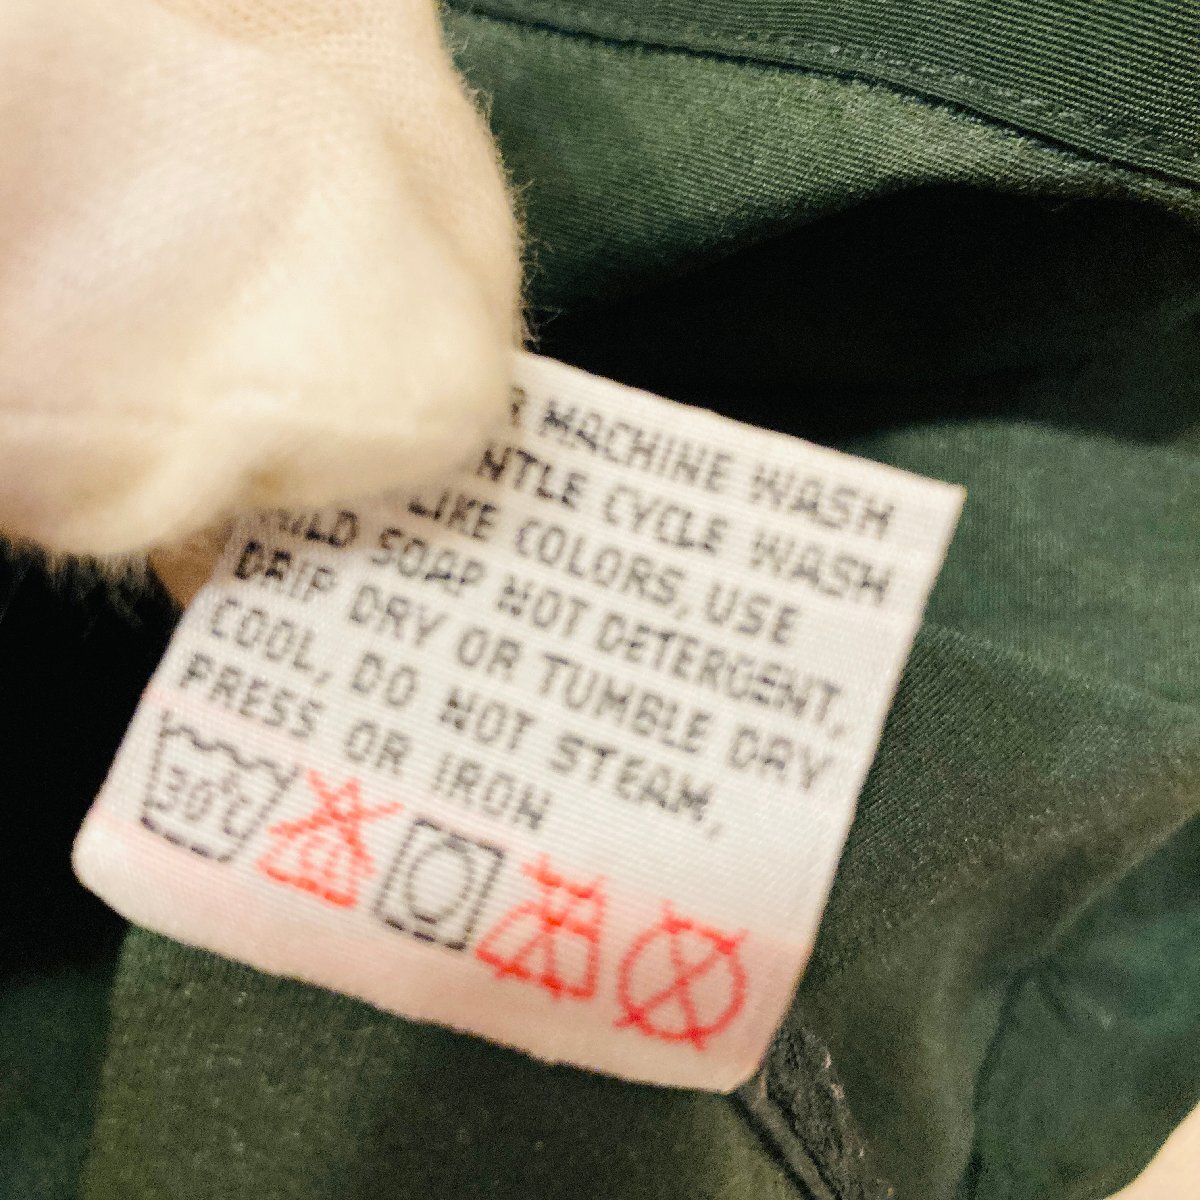 MACHINE WASH
CYCLE WASH
LIKE COLORS, USE
SOAP NOT DETERGENT,
DRIP DRY OR TUMBLE DRY
COOL, DO NOT STEAM,
PRESS OR IRON
30°C